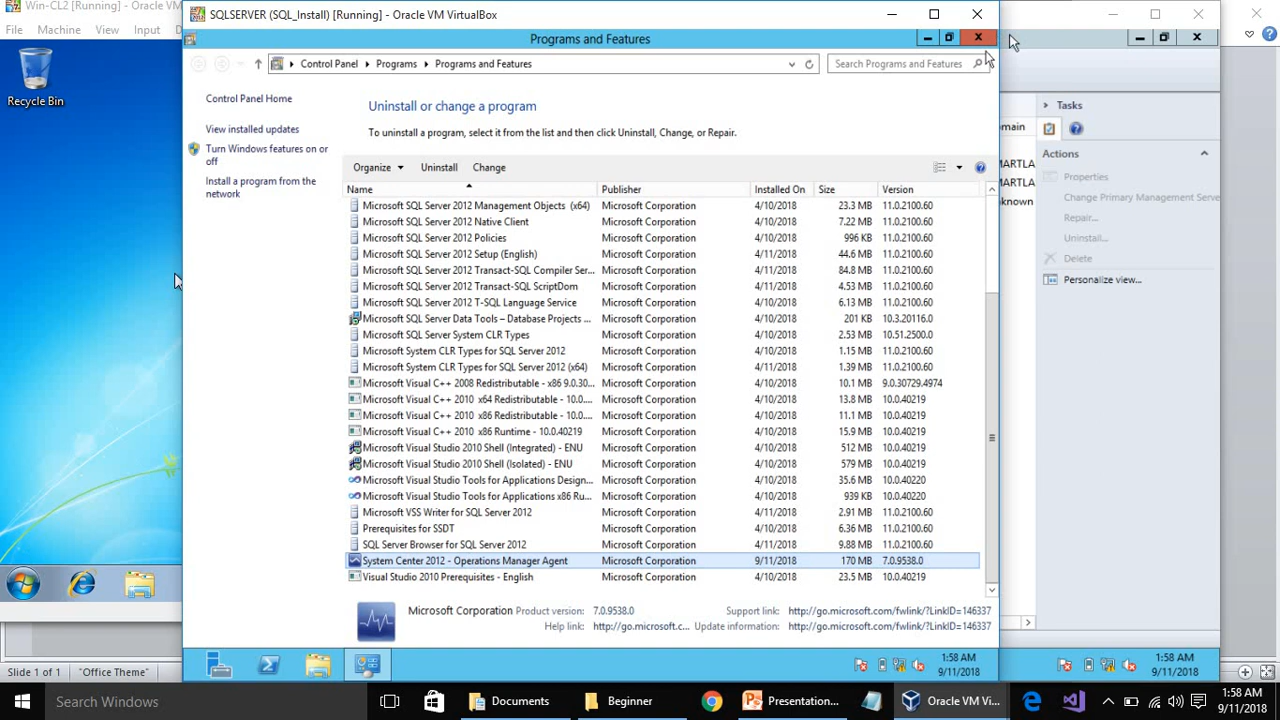 Win-CL2 [Running] - Oracle VM
File Machine View Input
Recycle Bin
SQLSERVER (SQL_Install) [Running] - Oracle VM VirtualBox
Programs and Features
Control Panel Programs Programs and Features
Search Programs and Features
Control Panel Home
View installed updates
Turn Windows features on or
off
Install a program from the
network
Uninstall or change a program
To uninstall a program, select it from the list and then click Uninstall, Change, or Repair.
Organize Uninstall Change
Name Publisher Installed On Size Version
Microsoft SQL Server 2012 Management Objects (x64) Microsoft Corporation 4/10/2018 23.3 MB 11.0.2100.60
Microsoft SQL Server 2012 Native Client Microsoft Corporation 4/10/2018 7.22 MB 11.0.2100.60
Microsoft SQL Server 2012 Policies Microsoft Corporation 4/10/2018 996 KB 11.0.2100.60
Microsoft SQL Server 2012 Setup (English) Microsoft Corporation 4/11/2018 44.6 MB 11.0.2100.60
Microsoft SQL Server 2012 Transact-SQL Compiler Ser... Microsoft Corporation 4/11/2018 84.8 MB 11.0.2100.60
Microsoft SQL Server 2012 Transact-SQL ScriptDom Microsoft Corporation 4/11/2018 4.53 MB 11.0.2100.60
Microsoft SQL Server 2012 T-SQL Language Service Microsoft Corporation 4/10/2018 6.13 MB 11.0.2100.60
Microsoft SQL Server Data Tools – Database Projects ... Microsoft Corporation 4/10/2018 201 KB 10.3.20116.0
Microsoft SQL Server System CLR Types Microsoft Corporation 4/10/2018 2.53 MB 10.51.2500.0
Microsoft System CLR Types for SQL Server 2012 Microsoft Corporation 4/10/2018 1.15 MB 11.0.2100.60
Microsoft System CLR Types for SQL Server 2012 (x64) Microsoft Corporation 4/11/2018 1.39 MB 11.0.2100.60
Microsoft Visual C++ 2008 Redistributable - x86 9.0.30... Microsoft Corporation 4/10/2018 10.1 MB 9.0.30729.4974
Microsoft Visual C++ 2010 x64 Redistributable - 10.0.... Microsoft Corporation 4/10/2018 13.8 MB 10.0.40219
Microsoft Visual C++ 2010 x86 Redistributable - 10.0.... Microsoft Corporation 4/10/2018 11.1 MB 10.0.40219
Microsoft Visual C++ 2010 x86 Runtime - 10.0.40219 Microsoft Corporation 4/10/2018 15.9 MB 10.0.40219
Microsoft Visual Studio 2010 Shell (Integrated) - ENU Microsoft Corporation 4/10/2018 512 MB 10.0.40219
Microsoft Visual Studio 2010 Shell (Isolated) - ENU Microsoft Corporation 4/10/2018 579 MB 10.0.40219
Microsoft Visual Studio Tools for Applications Design... Microsoft Corporation 4/10/2018 35.6 MB 10.0.40220
Microsoft Visual Studio Tools for Applications x86 Ru... Microsoft Corporation 4/10/2018 939 KB 10.0.40220
Microsoft VSS Writer for SQL Server 2012 Microsoft Corporation 4/11/2018 2.91 MB 11.0.2100.60
Prerequisites for SSDT Microsoft Corporation 4/10/2018 6.36 MB 11.0.2100.60
SQL Server Browser for SQL Server 2012 Microsoft Corporation 4/11/2018 9.88 MB 11.0.2100.60
System Center 2012 - Operations Manager Agent Microsoft Corporation 9/11/2018 170 MB 7.0.9538.0
Visual Studio 2010 Prerequisites - English Microsoft Corporation 4/10/2018 23.5 MB 10.0.40219
Microsoft Corporation Product version: 7.0.9538.0 Support link: http://go.microsoft.com/fwlink/?LinkID=146337
Help link: http://go.microsoft.c... Update information: http://go.microsoft.com/fwlink/?LinkID=146337
1:58 AM
9/11/2018
main
MARTLA
MARTLA
known
Tasks
Actions
Properties
Change Primary Management Serve
Repair...
Uninstall...
Delete
Personalize view...
1:58 AM
9/11/2018
Slide 1 of 1 "Office Theme"
Search Windows Documents Beginner Presentation... Oracle VM Vi...
1:58 AM
9/11/2018